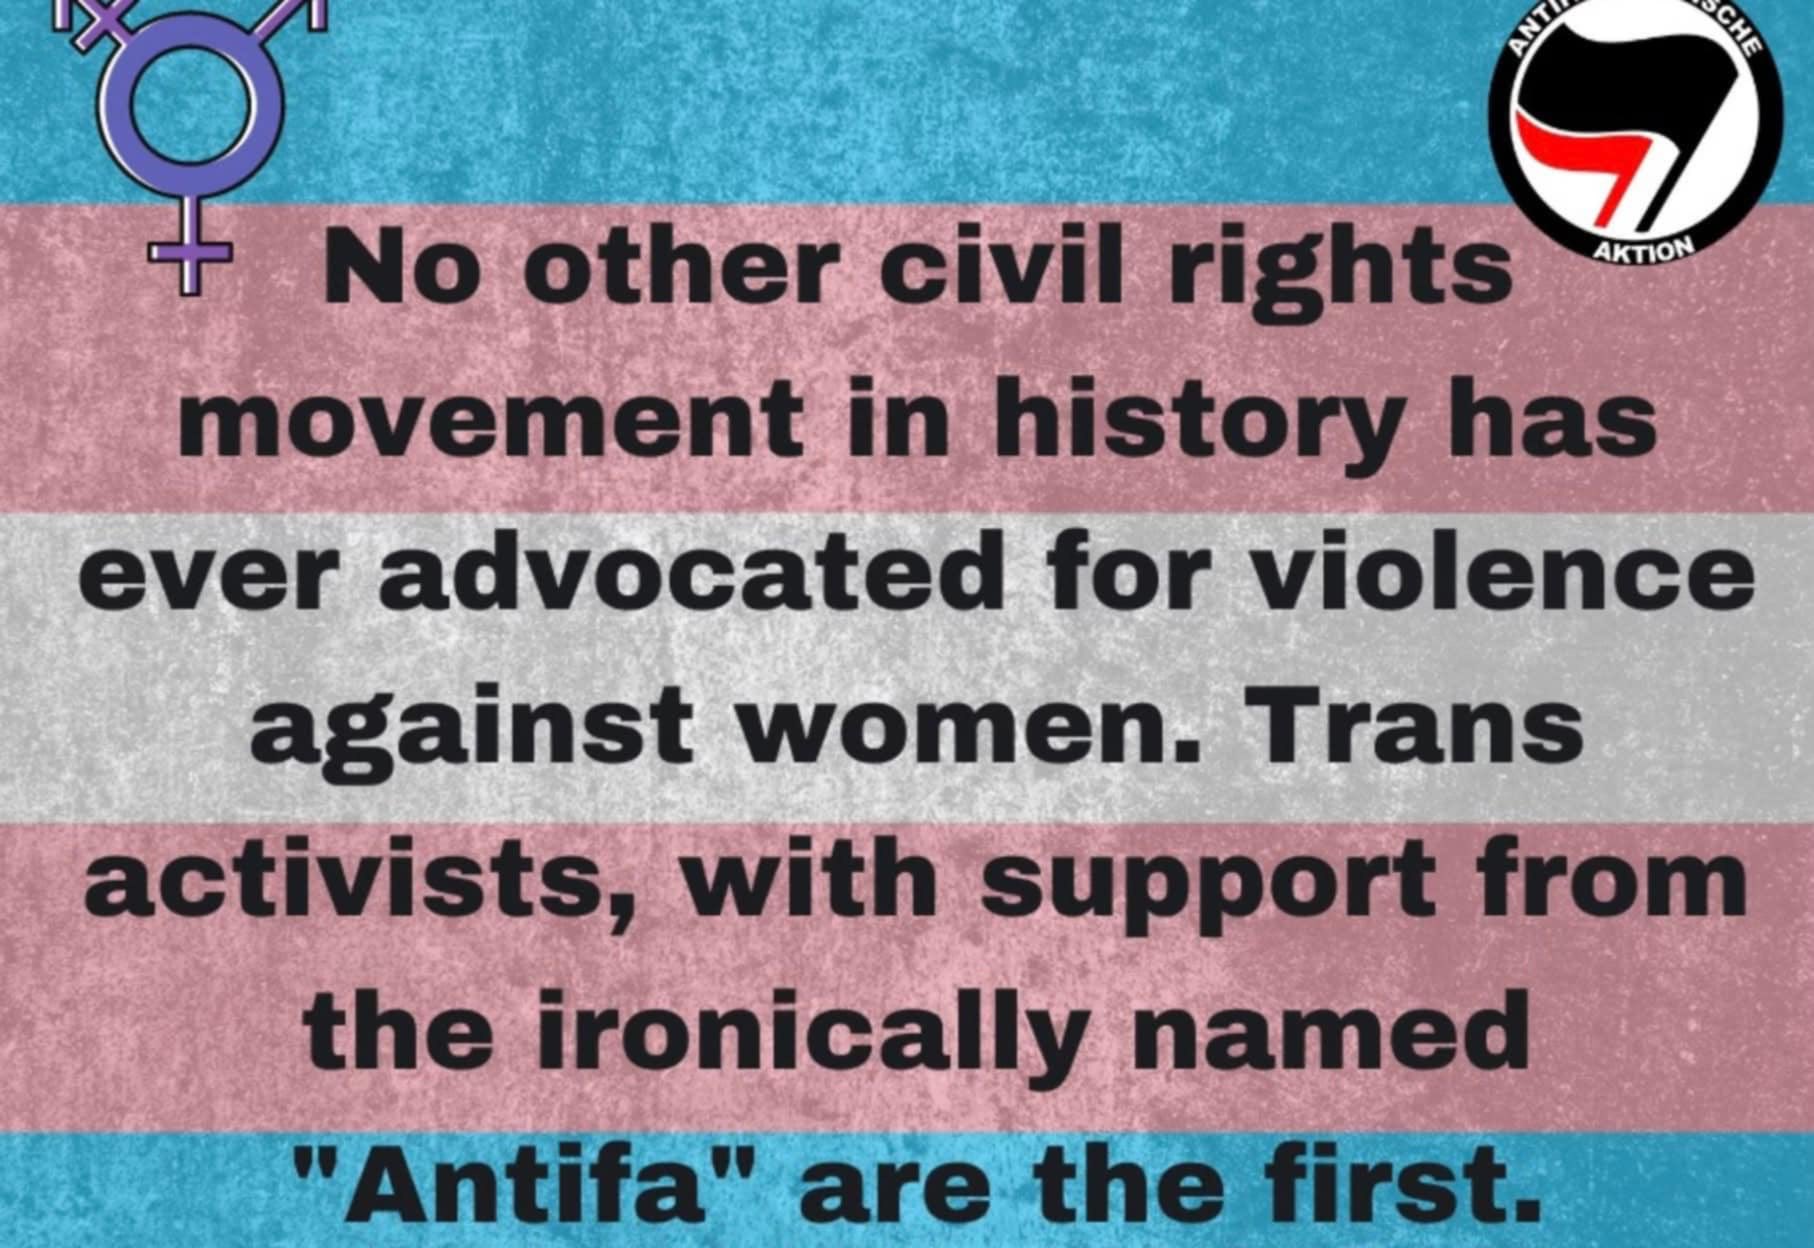 AKTION
No other civil rights
movement in history has
ever advocated for violence
against women. Trans
activists, with support from
the ironically named
"Antifa" are the first.